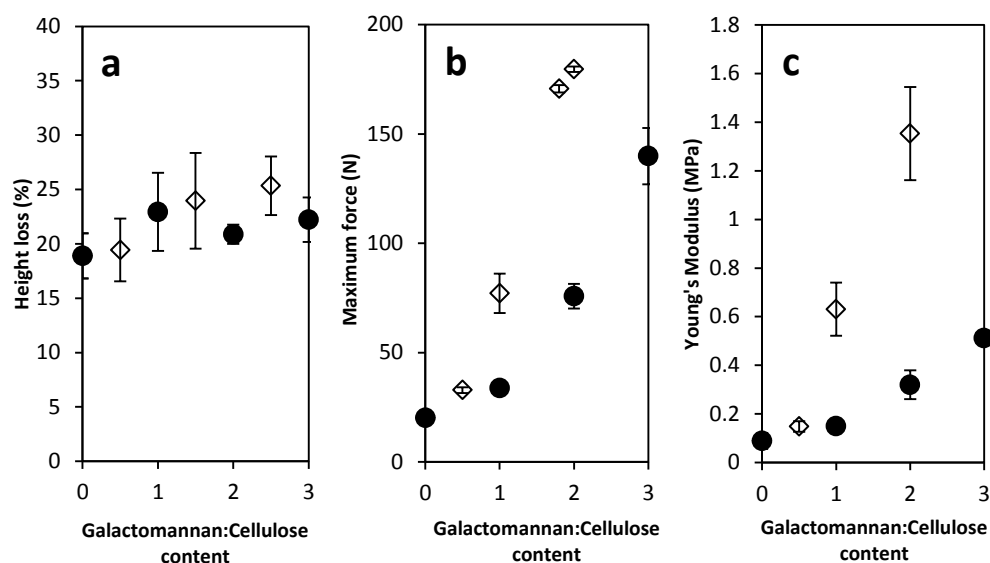 a
Height loss (%)
40
35
30
25
20
15
10
5
0
0 1 2 3
Galactomannan:Cellulose
content
b
Maximum force (N)
200
150
100
50
0
0 1 2 3
Galactomannan:Cellulose
content
c
Young's Modulus (MPa)
1.8
1.6
1.4
1.2
1
0.8
0.6
0.4
0.2
0
0 1 2 3
Galactomannan:Cellulose
content